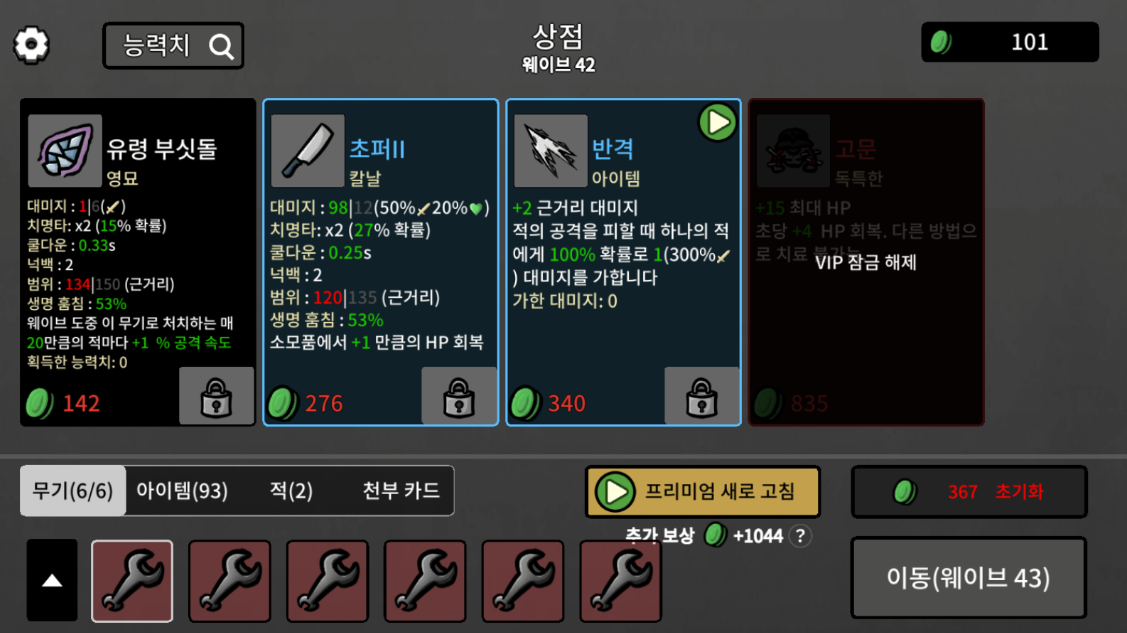 능력치
상점
웨이브 42
101
유령 부싯돌
영묘
대미지 : 1|6( )
치명타: x2 (15% 확률)
쿨다운 : 0.33s
넉백 : 2
범위 : 134|150 (근거리)
생명 훔침 : 53%
웨이브 도중 이 무기로 처치하는 매
20만큼의 적마다 +1 % 공격 속도
획득한 능력치: 0
142
초퍼II
칼날
대미지 : 98|12(50% 20% )
치명타: x2 (27% 확률)
쿨다운 : 0.25s
넉백 : 2
범위 : 120|135 (근거리)
생명 훔침 : 53%
소모품에서 +1 만큼의 HP 회복
276
반격
아이템
+2 근거리 대미지
적의 공격을 피할 때 하나의 적
에게 100% 확률로 1(300%
) 대미지를 가합니다
가한 대미지: 0
340
고문
독특한
+15 최대 HP
초당 +4 HP 회복. 다른 방법으
로 치료 불가능
VIP 잠금 해제
835
무기(6/6)
아이템(93)
적(2)
천부 카드
프리미엄 새로 고침
추가 보상 +1044 ?
367 초기화
이동(웨이브 43)